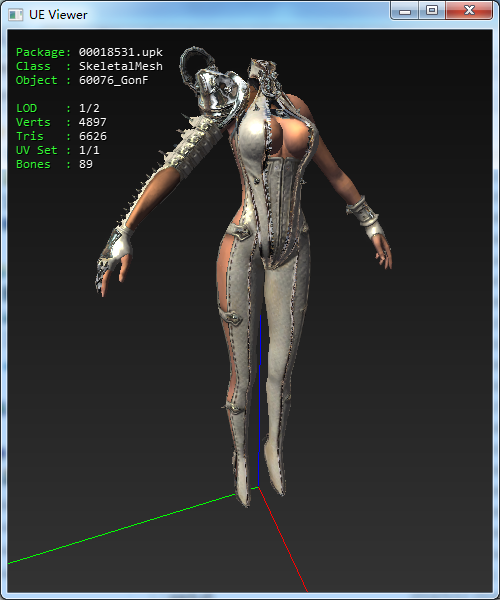 UE Viewer
Package: 00018531.upk
Class  : SkeletalMesh
Object : 60076_GonF
LOD    : 1/2
Verts  : 4897
Tris   : 6626
UV Set : 1/1
Bones  : 89